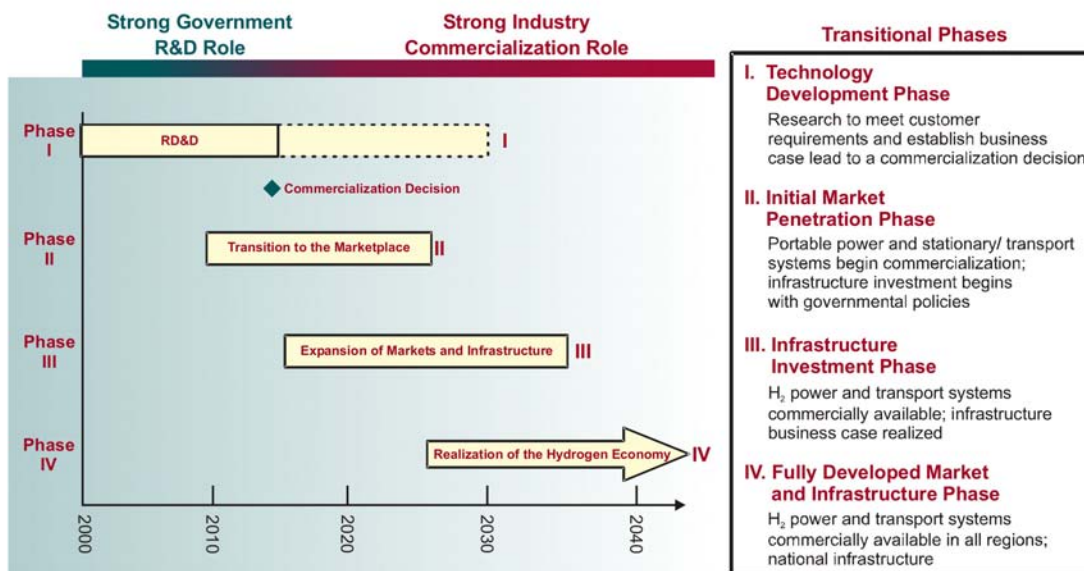 Strong Government
R&D Role
Strong Industry
Commercialization Role
Phase
I
RD&D
I
Commercialization Decision
Phase
II
Transition to the Marketplace
II
Phase
III
Expansion of Markets and Infrastructure
III
Phase
IV
Realization of the Hydrogen Economy
IV
2000
2010
2020
2030
2040
Transitional Phases
I. Technology
Development Phase
Research to meet customer
requirements and establish business
case lead to a commercialization decision
II. Initial Market
Penetration Phase
Portable power and stationary/ transport
systems begin commercialization;
infrastructure investment begins
with governmental policies
III. Infrastructure
Investment Phase
H₂ power and transport systems
commercially available; infrastructure
business case realized
IV. Fully Developed Market
and Infrastructure Phase
H₂ power and transport systems
commercially available in all regions;
national infrastructure